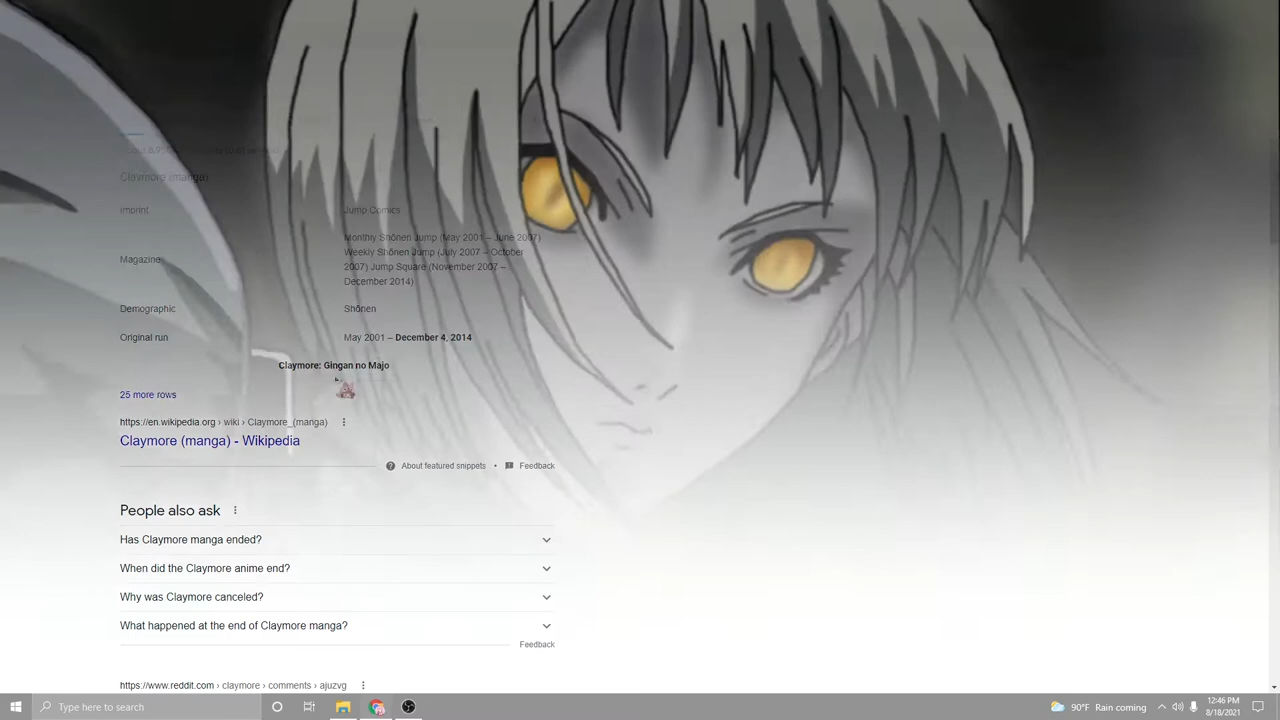 Claymore (manga)
Imprint
Jump Comics
Magazine
Monthly Shōnen Jump (May 2001 – June 2007)
Weekly Shōnen Jump (July 2007 – October
2007) Jump Square (November 2007 –
December 2014)
Demographic
Shōnen
Original run
May 2001 – December 4, 2014
Claymore: Gingan no Majo
25 more rows
https://en.wikipedia.org › wiki › Claymore_(manga)
Claymore (manga) - Wikipedia
About featured snippets • Feedback
People also ask
Has Claymore manga ended?
When did the Claymore anime end?
Why was Claymore canceled?
What happened at the end of Claymore manga?
Feedback
https://www.reddit.com › claymore › comments › ajuzvg
Type here to search
90°F Rain coming
12:46 PM
8/18/2021